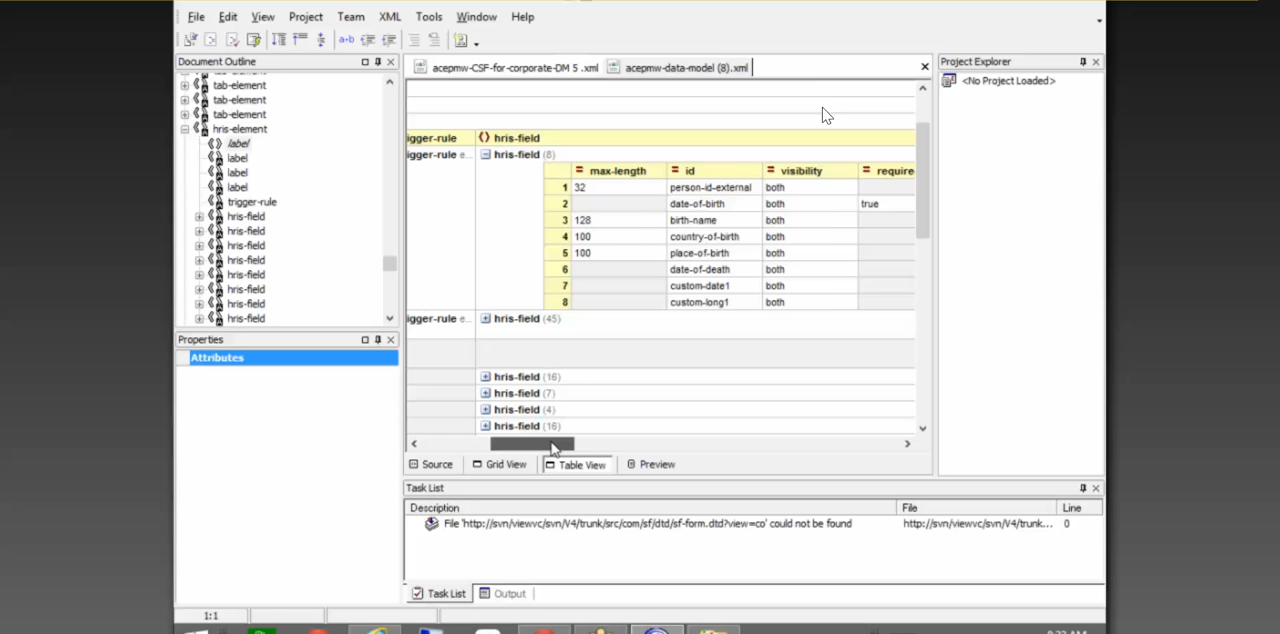 File Edit View Project Team XML Tools Window Help
Document Outline
tab-element
tab-element
tab-element
hris-element
label
label
label
label
trigger-rule
hris-field
hris-field
hris-field
hris-field
hris-field
hris-field
hris-field
hris-field
Properties
Attributes
acepmw-CSF-for-corporate-DM 5 .xml acepmw-data-model (8).xml
igger-rule hris-field
igger-rule e... hris-field (8)
max-length id visibility require
1 32 person-id-external both
2 date-of-birth both true
3 128 birth-name both
4 100 country-of-birth both
5 100 place-of-birth both
6 date-of-death both
7 custom-date1 both
8 custom-long1 both
igger-rule e... hris-field (45)
hris-field (16)
hris-field (7)
hris-field (4)
hris-field (16)
Source Grid View Table View Preview
Project Explorer
<No Project Loaded>
Task List
Description File Line
File 'http://svn/viewvc/svn/V4/trunk/src/com/sf/dtd/sf-form.dtd?view=co' could not be found http://svn/viewvc/svn/V4/trunk... 0
Task List Output
1:1